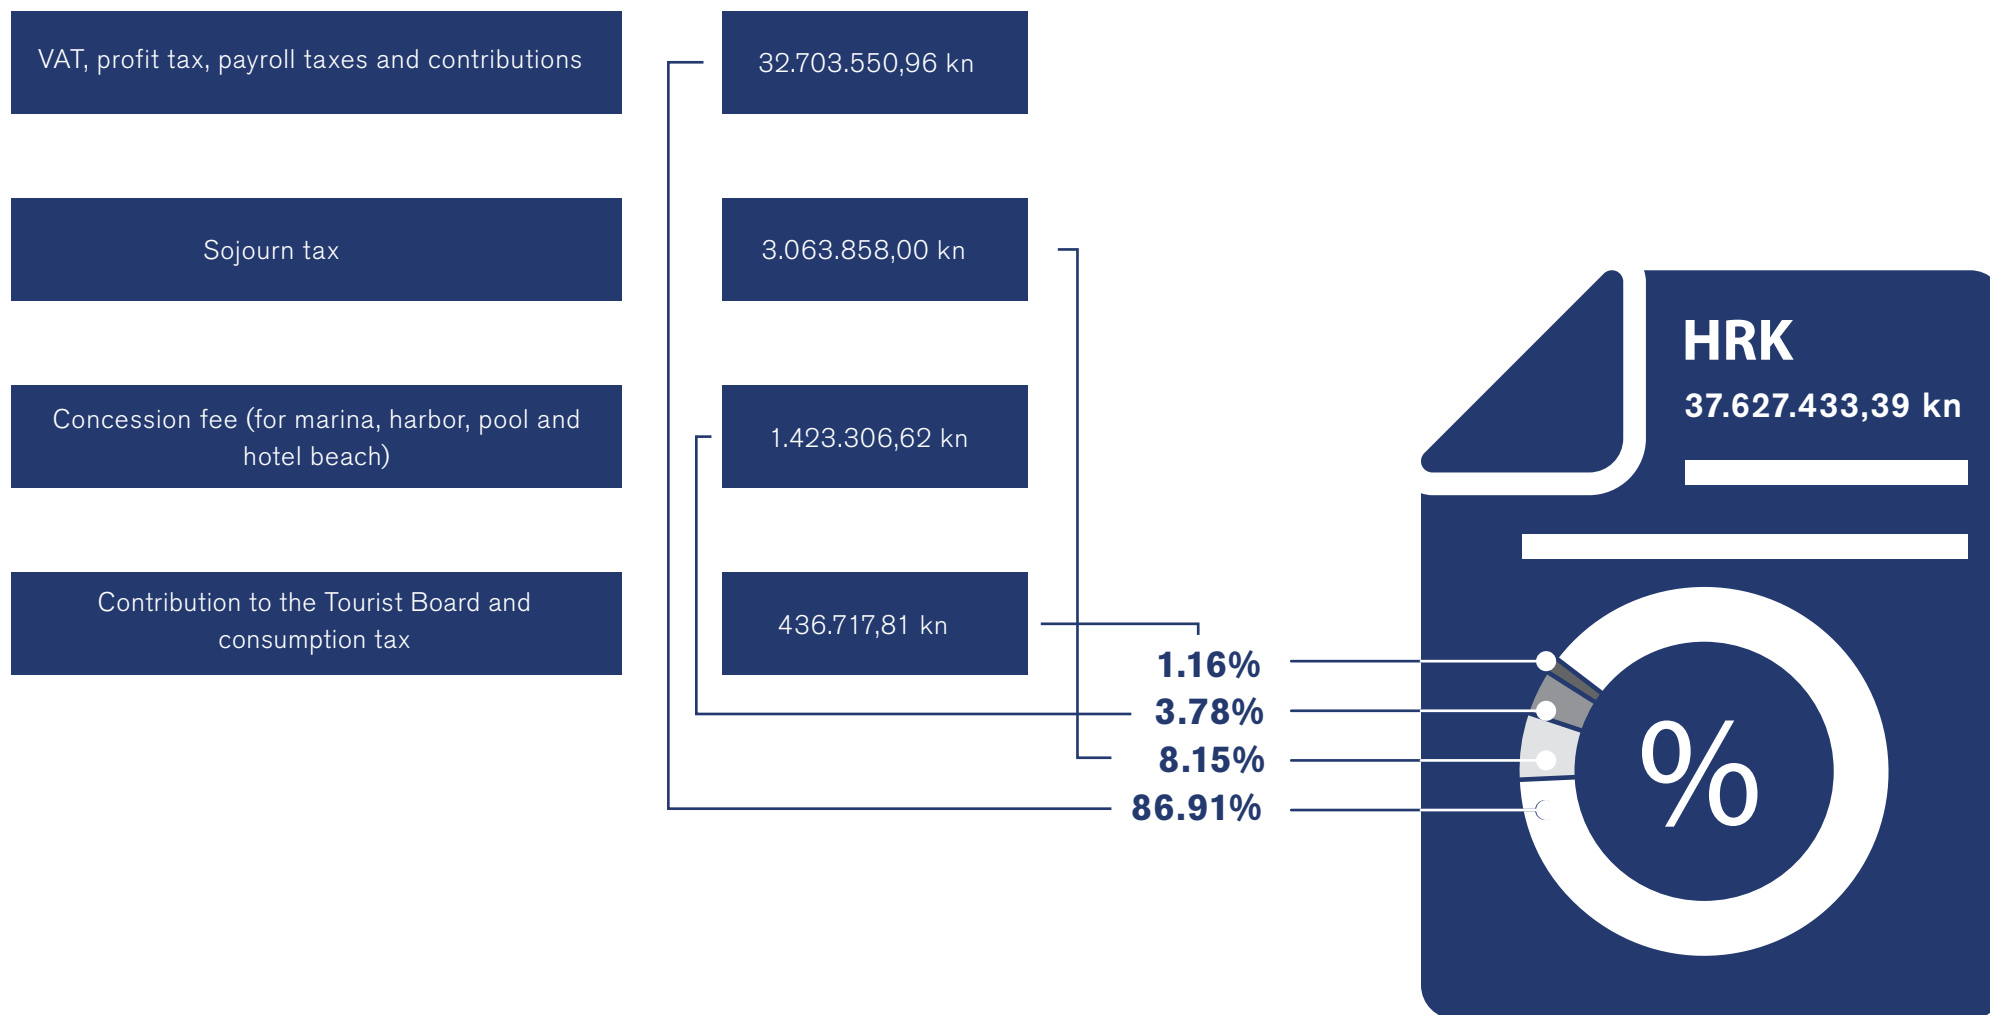 VAT, profit tax, payroll taxes and contributions
32.703.550,96 kn
Sojourn tax
3.063.858,00 kn
Concession fee (for marina, harbor, pool and
hotel beach)
1.423.306,62 kn
Contribution to the Tourist Board and
consumption tax
436.717,81 kn
1.16%
3.78%
8.15%
86.91%
HRK
37.627.433,39 kn
%